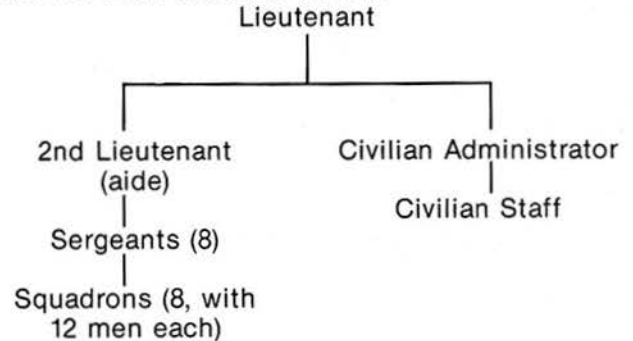 Lieutenant
2nd Lieutenant
(aide)
Sergeants (8)
Squadrons (8, with
12 men each)
Civilian Administrator
Civilian Staff